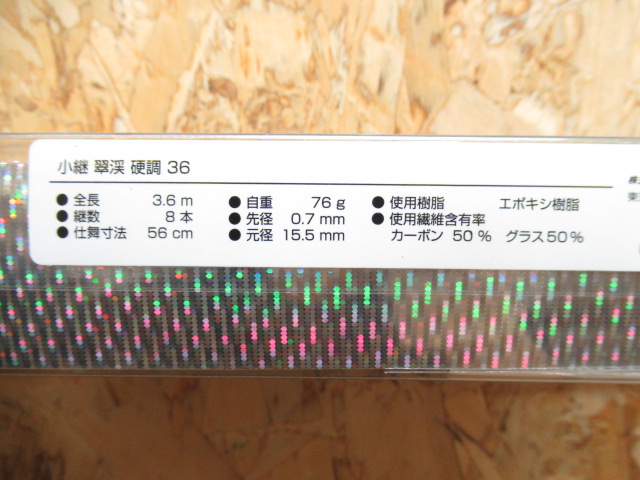 小継 翠渓 硬調 36
● 全長 3.6 m ● 自重 76 g ● 使用樹脂 エポキシ樹脂
● 継数 8 本 ● 先径 0.7 mm ● 使用繊維含有率
● 仕舞寸法 56 cm ● 元径 15.5 mm カーボン 50 % グラス 50 %
株
東